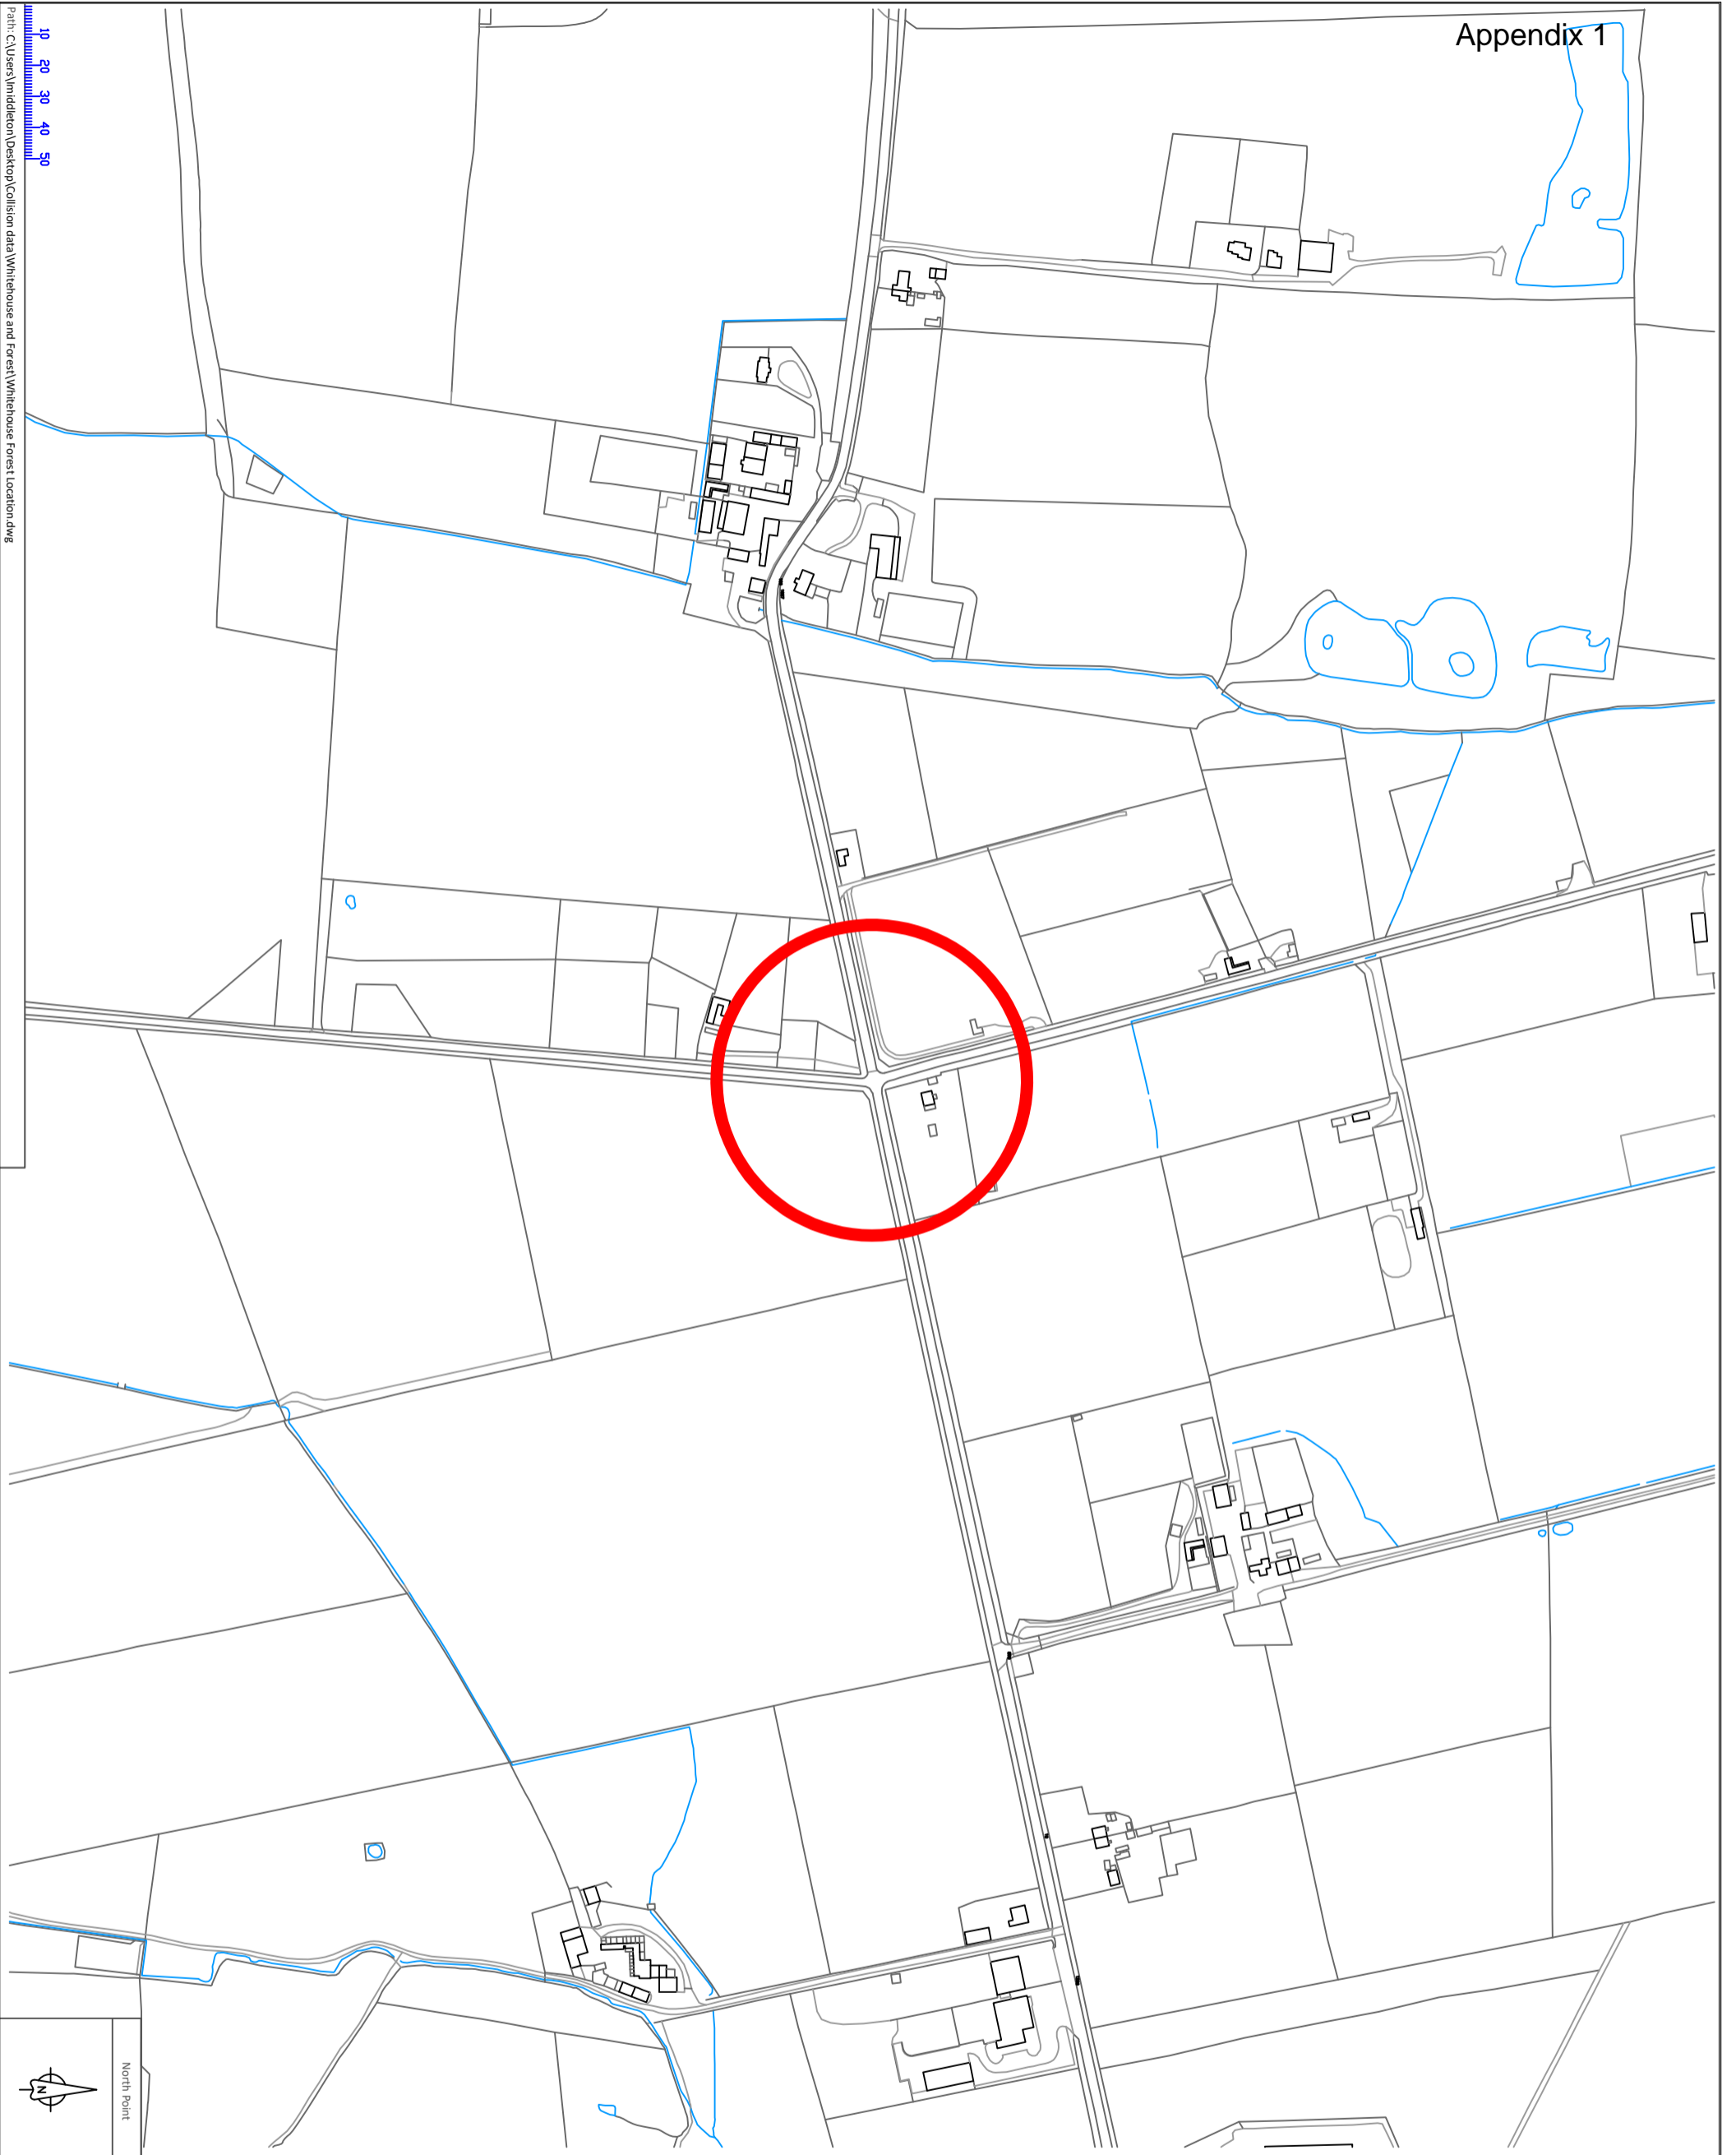 Appendix 1
10
20
30
40
50
Path: C:\Users\lmiddleton\Desktop\Collision data\Whitehouse and Forest\Whitehouse Forest Location.dwg
North Point
N